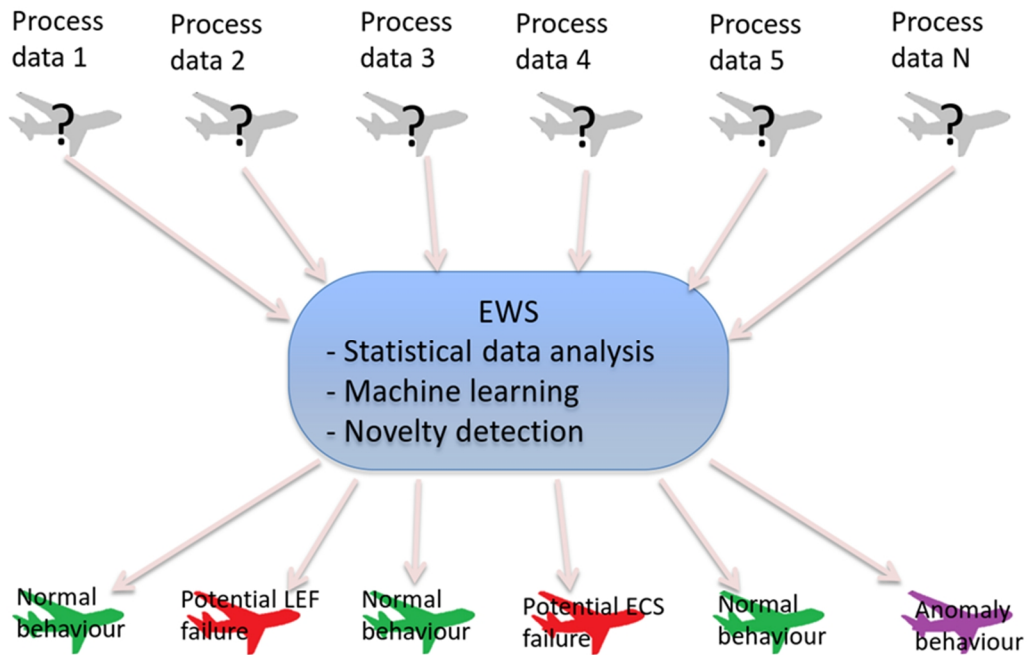 Process
data 1
Process
data 2
Process
data 3
Process
data 4
Process
data 5
Process
data N
?
?
?
?
?
?
EWS
- Statistical data analysis
- Machine learning
- Novelty detection
Normal
behaviour
Potential LEF
failure
Normal
behaviour
Potential ECS
failure
Normal
behaviour
Anomaly
behaviour